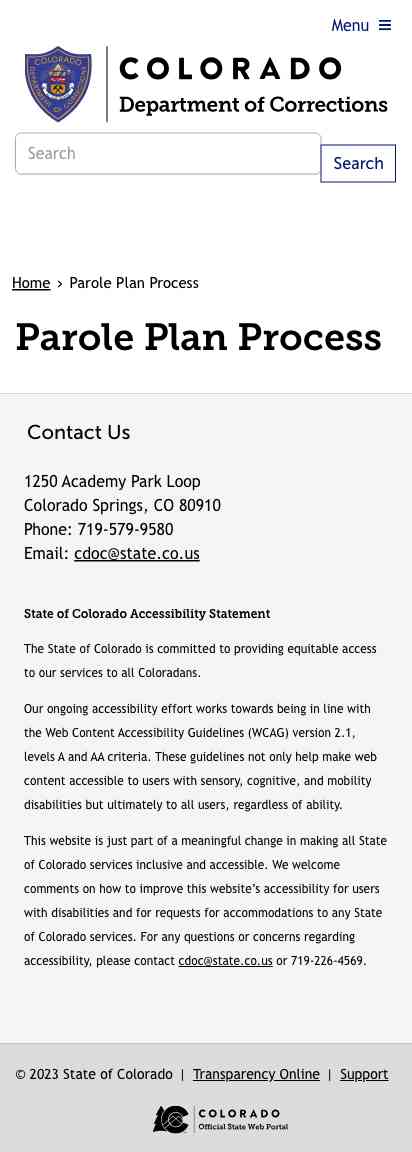 Menu
COLORADO
DEPARTMENT OF CORRECTIONS
COLORADO
Department of Corrections
Search
Search
Home › Parole Plan Process
Parole Plan Process
Contact Us
1250 Academy Park Loop
Colorado Springs, CO 80910
Phone: 719-579-9580
Email: cdoc@state.co.us
State of Colorado Accessibility Statement
The State of Colorado is committed to providing equitable access
to our services to all Coloradans.
Our ongoing accessibility effort works towards being in line with
the Web Content Accessibility Guidelines (WCAG) version 2.1,
levels A and AA criteria. These guidelines not only help make web
content accessible to users with sensory, cognitive, and mobility
disabilities but ultimately to all users, regardless of ability.
This website is just part of a meaningful change in making all State
of Colorado services inclusive and accessible. We welcome
comments on how to improve this website’s accessibility for users
with disabilities and for requests for accommodations to any State
of Colorado services. For any questions or concerns regarding
accessibility, please contact cdoc@state.co.us or 719-226-4569.
© 2023 State of Colorado | Transparency Online | Support
COLORADO
Official State Web Portal